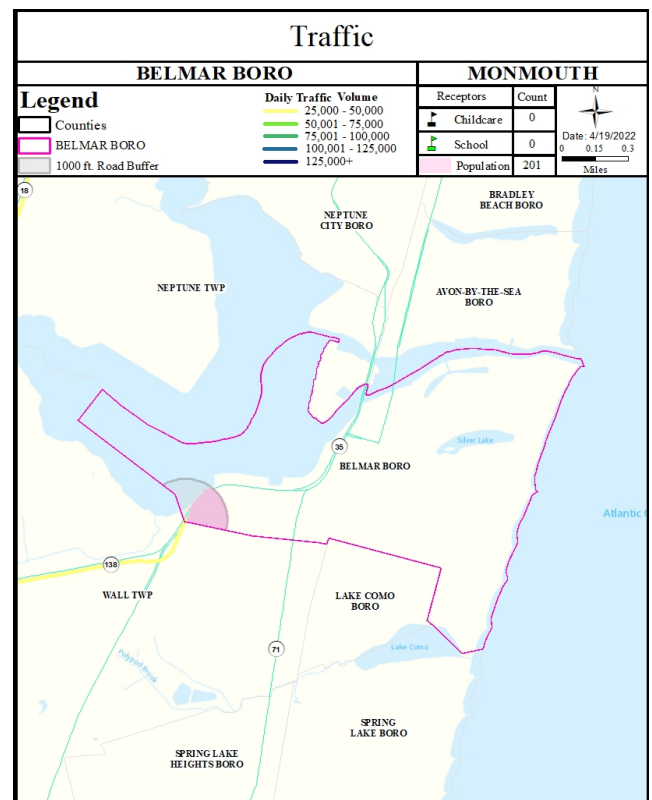 Traffic
BELMAR BORO
MONMOUTH
Legend
Counties
BELMAR BORO
1000 ft. Road Buffer
Daily Traffic Volume
25,000 - 50,000
50,001 - 75,000
75,001 - 100,000
100,001 - 125,000
125,000+
Receptors Count
Childcare 0
School 0
Population 201
N
Date: 4/19/2022
0 0.15 0.3
Miles
18
BRADLEY
BEACH BORO
NEPTUNE
CITY BORO
NEPTUNE TWP
AVON-BY-THE-SEA
BORO
35
Silver Lake
BELMAR BORO
Atlantic
138
WALL TWP
LAKE COMO
BORO
71
Lake Como
Polypod Brook
SPRING
LAKE BORO
SPRING LAKE
HEIGHTS BORO